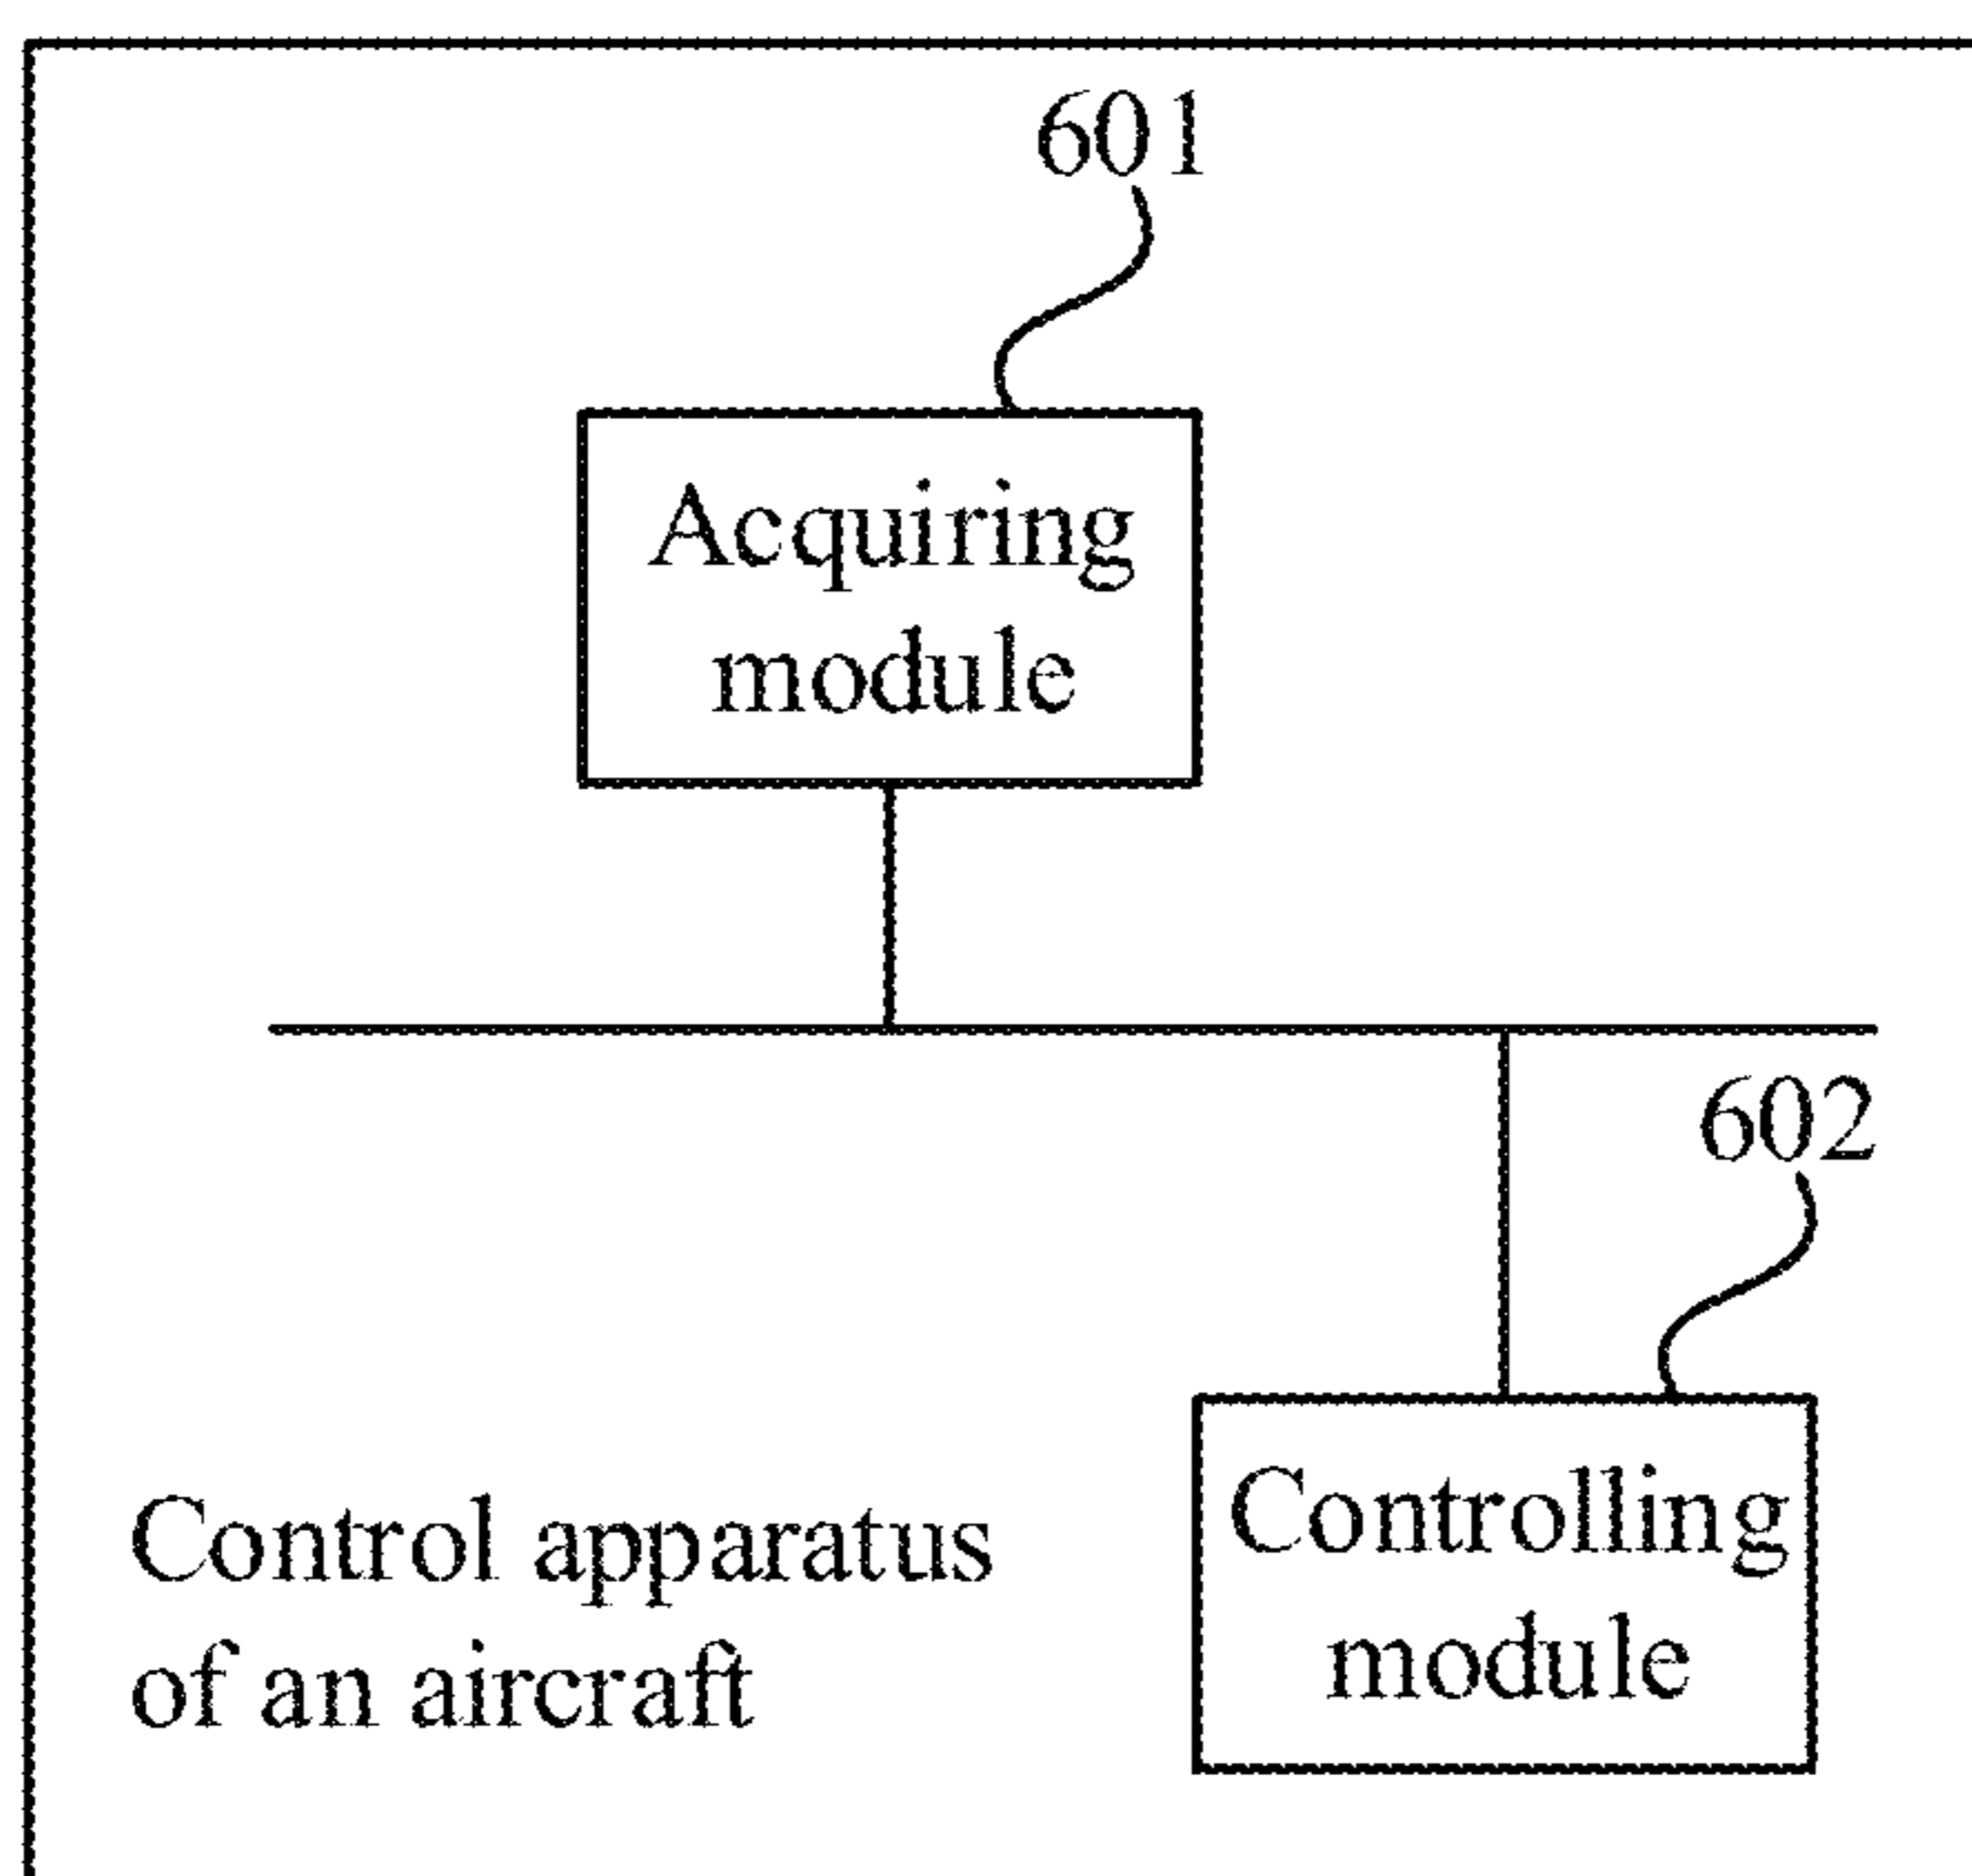 601
Acquiring
module
602
Controlling
module
Control apparatus
of an aircraft